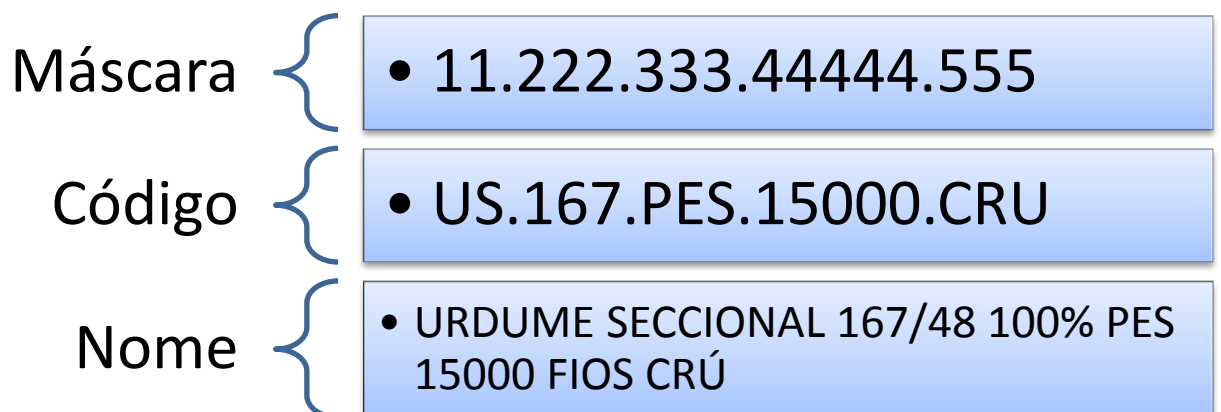 Máscara
• 11.222.333.44444.555
Código
• US.167.PES.15000.CRU
Nome
• URDUME SECCIONAL 167/48 100% PES
15000 FIOS CRÚ